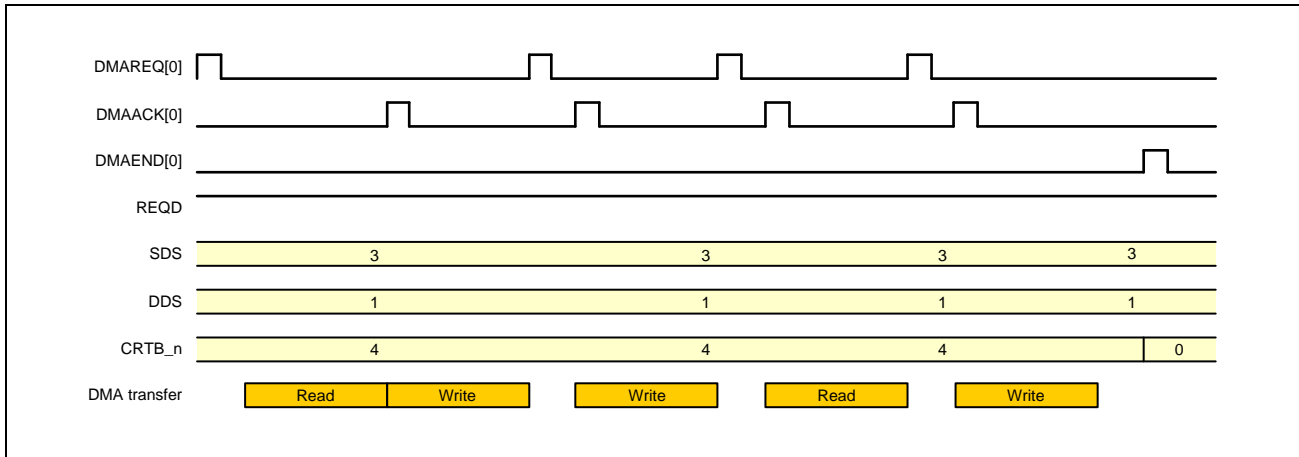 DMAREQ[0]
DMAACK[0]
DMAEND[0]
REQD
SDS 3 3 3 3
DDS 1 1 1 1
CRTB_n 4 4 4 0
DMA transfer Read Write Write Read Write